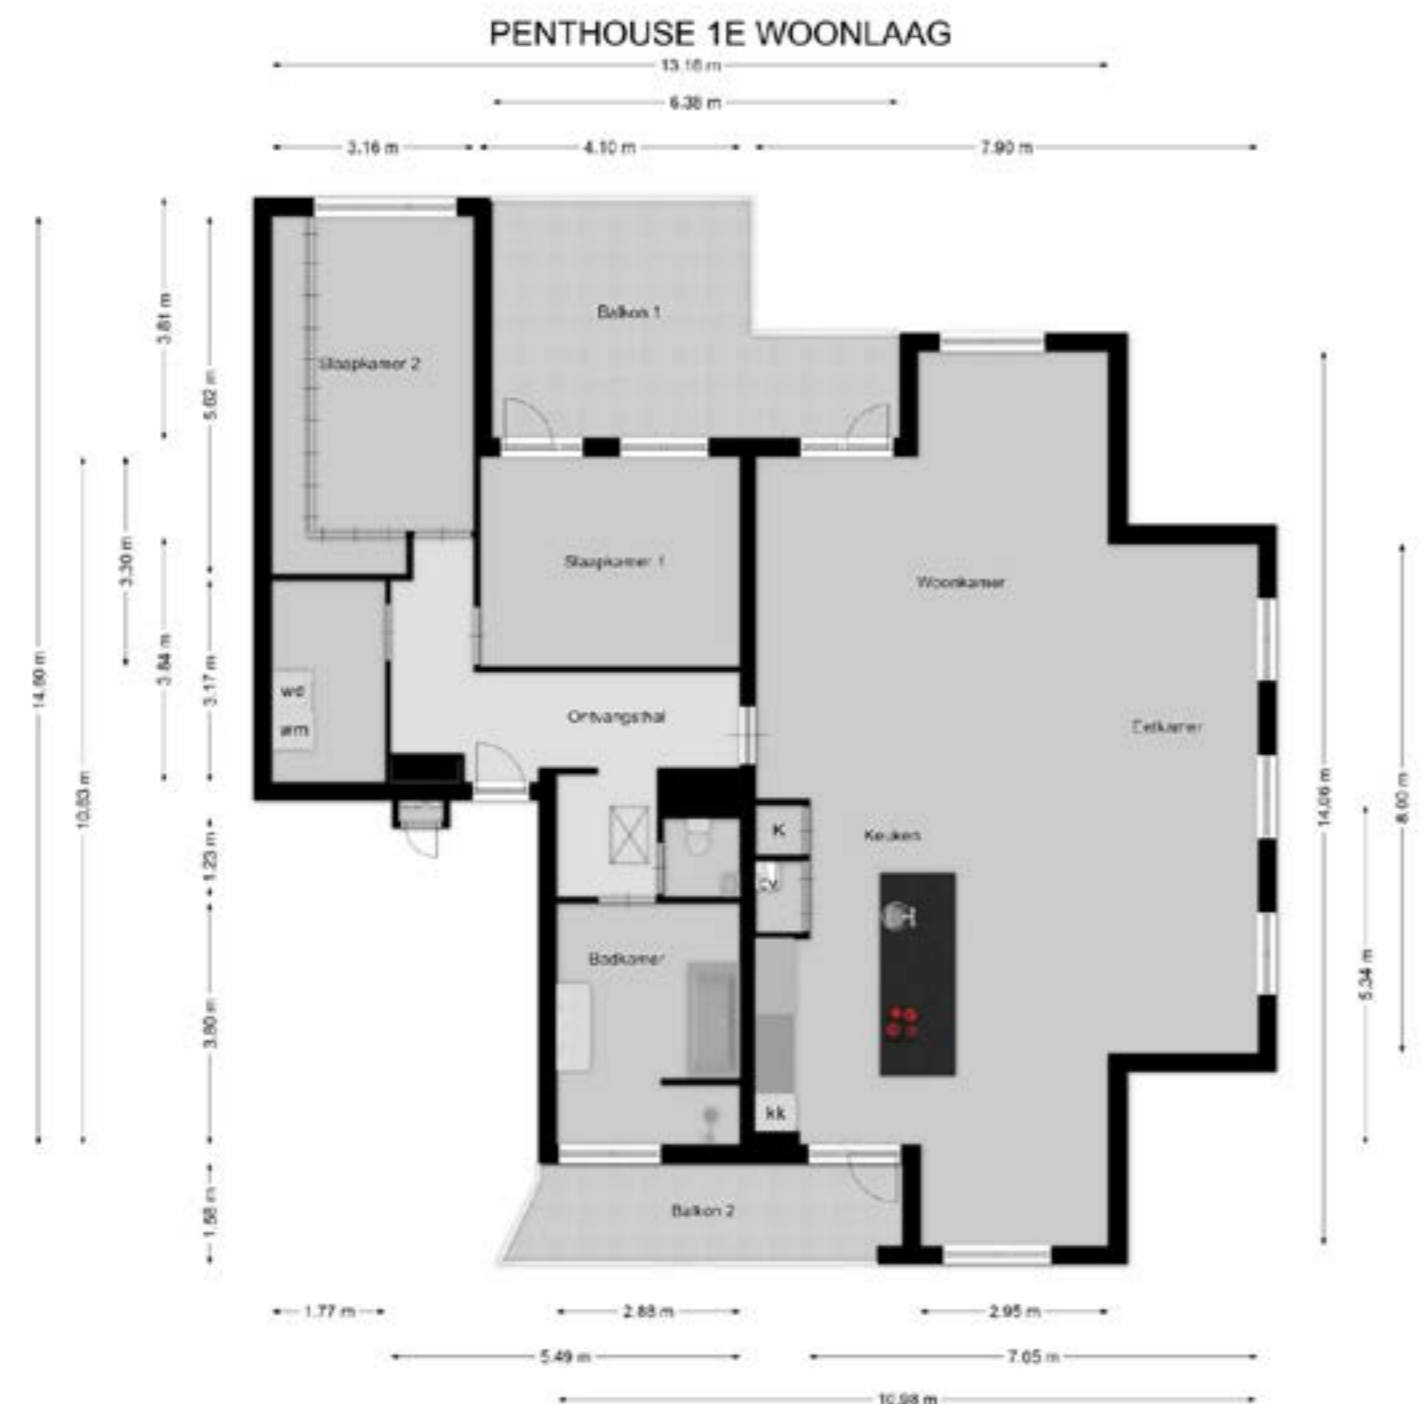 PENTHOUSE 1E WOONLAAG
13.16 m
6.38 m
3.16 m
4.10 m
7.90 m
3.81 m
5.62 m
14.60 m
10.83 m
3.30 m
3.84 m
3.17 m
1.23 m
3.80 m
1.58 m
Balkon 1
Slaapkamer 2
Slaapkamer 1
Woonkamer
wd
wm
Ontvangsthal
Eetkamer
K
Keuken
cv
Badkamer
kk
Balkon 2
14.06 m
8.00 m
5.34 m
1.77 m
2.88 m
2.95 m
5.49 m
7.05 m
10.98 m